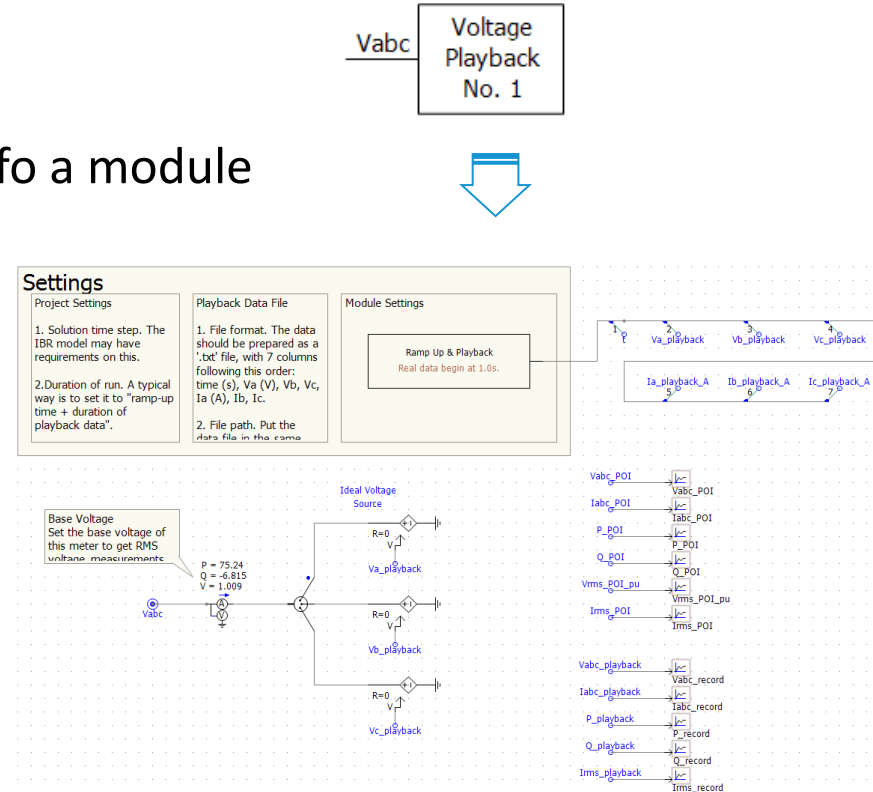 Vabc
Voltage
Playback
No. 1
fo a module
Settings
Project Settings
1. Solution time step. The
IBR model may have
requirements on this.
2.Duration of run. A typical
way is to set it to "ramp-up
time + duration of
playback data".
Playback Data File
1. File format. The data
should be prepared as a
'.txt' file, with 7 columns
following this order:
time (s), Va (V), Vb, Vc,
Ia (A), Ib, Ic.
2. File path. Put the
data file in the same
Module Settings
Ramp Up & Playback
Real data begin at 1.0s.
1 2 3 4
t Va_playback Vb_playback Vc_playback
Ia_playback_A Ib_playback_A Ic_playback_A
5 6 7
Base Voltage
Set the base voltage of
this meter to get RMS
voltage measurements
P = 75.24
Q = -6.815
V = 1.009
A
V
Vabc
Ideal Voltage
Source
R=0
V
Va_playback
R=0
V
Vb_playback
R=0
V
Vc_playback
Vabc_POI
Vabc_POI
Iabc_POI
Iabc_POI
P_POI
P_POI
Q_POI
Q_POI
Vrms_POI_pu
Vrms_POI_pu
Irms_POI
Irms_POI
Vabc_playback
Vabc_record
Iabc_playback
Iabc_record
P_playback
P_record
Q_playback
Q_record
Irms_playback
Irms_record